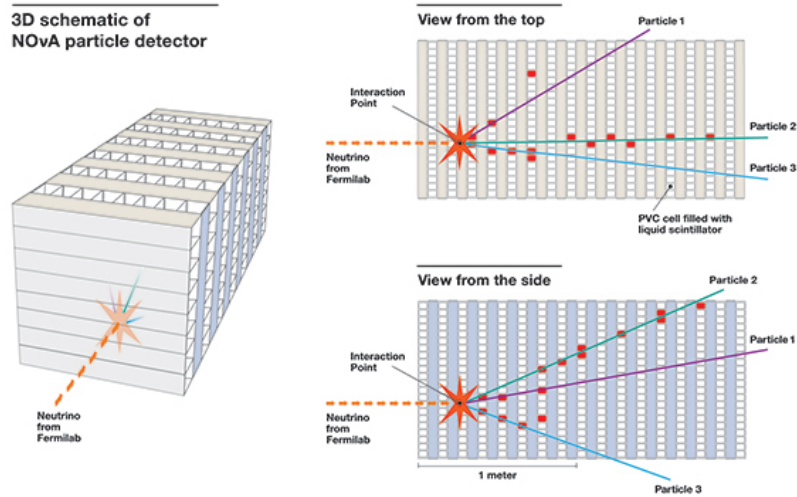 3D schematic of
NOvA particle detector
Neutrino
from
Fermilab
View from the top
Particle 1
Interaction
Point
Particle 2
Neutrino
from
Fermilab
Particle 3
PVC cell filled with
liquid scintillator
View from the side
Particle 2
Particle 1
Interaction
Point
Neutrino
from
Fermilab
1 meter
Particle 3